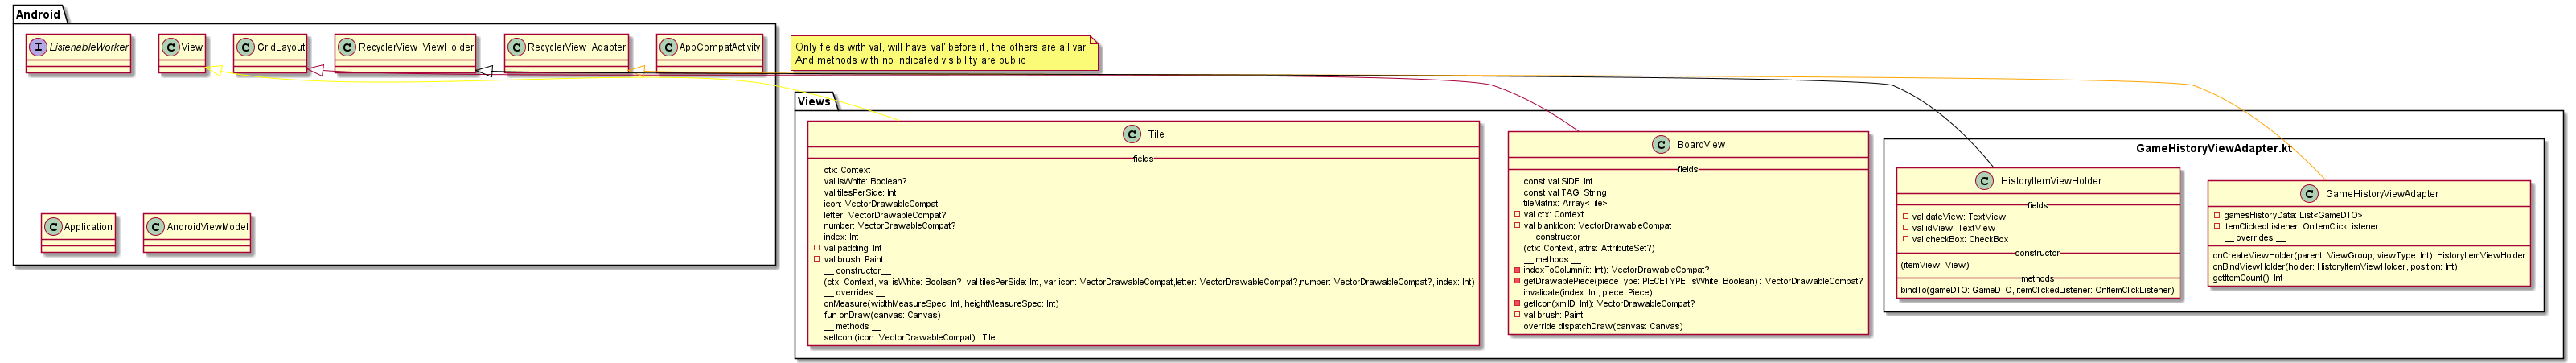 Android
I ListenableWorker
C View
C GridLayout
C RecyclerView_ViewHolder
C RecyclerView_Adapter
C AppCompatActivity
C Application
C AndroidViewModel
Only fields with val, will have 'val' before it, the others are all var
And methods with no indicated visibility are public
Views
C Tile
fields
ctx: Context
val isWhite: Boolean?
val tilesPerSide: Int
icon: VectorDrawableCompat
letter: VectorDrawableCompat?
number: VectorDrawableCompat?
index: Int
val padding: Int
val brush: Paint
__ constructor__
(ctx: Context, val isWhite: Boolean?, val tilesPerSide: Int, var icon: VectorDrawableCompat,letter: VectorDrawableCompat?,number: VectorDrawableCompat?, index: Int)
__ overrides __
onMeasure(widthMeasureSpec: Int, heightMeasureSpec: Int)
fun onDraw(canvas: Canvas)
__ methods __
setIcon (icon: VectorDrawableCompat) : Tile
C BoardView
fields
const val SIDE: Int
const val TAG: String
tileMatrix: Array<Tile>
val ctx: Context
val blankIcon: VectorDrawableCompat
__ constructor __
(ctx: Context, attrs: AttributeSet?)
__ methods __
indexToColumn(it: Int): VectorDrawableCompat?
getDrawablePiece(pieceType: PIECETYPE, isWhite: Boolean) : VectorDrawableCompat?
invalidate(index: Int, piece: Piece)
getIcon(xmlID: Int): VectorDrawableCompat?
val brush: Paint
override dispatchDraw(canvas: Canvas)
GameHistoryViewAdapter.kt
C HistoryItemViewHolder
fields
val dateView: TextView
val idView: TextView
val checkBox: CheckBox
constructor
(itemView: View)
methods
bindTo(gameDTO: GameDTO, itemClickedListener: OnItemClickListener)
C GameHistoryViewAdapter
gamesHistoryData: List<GameDTO>
itemClickedListener: OnItemClickListener
__ overrides __
onCreateViewHolder(parent: ViewGroup, viewType: Int): HistoryItemViewHolder
onBindViewHolder(holder: HistoryItemViewHolder, position: Int)
getItemCount(): Int